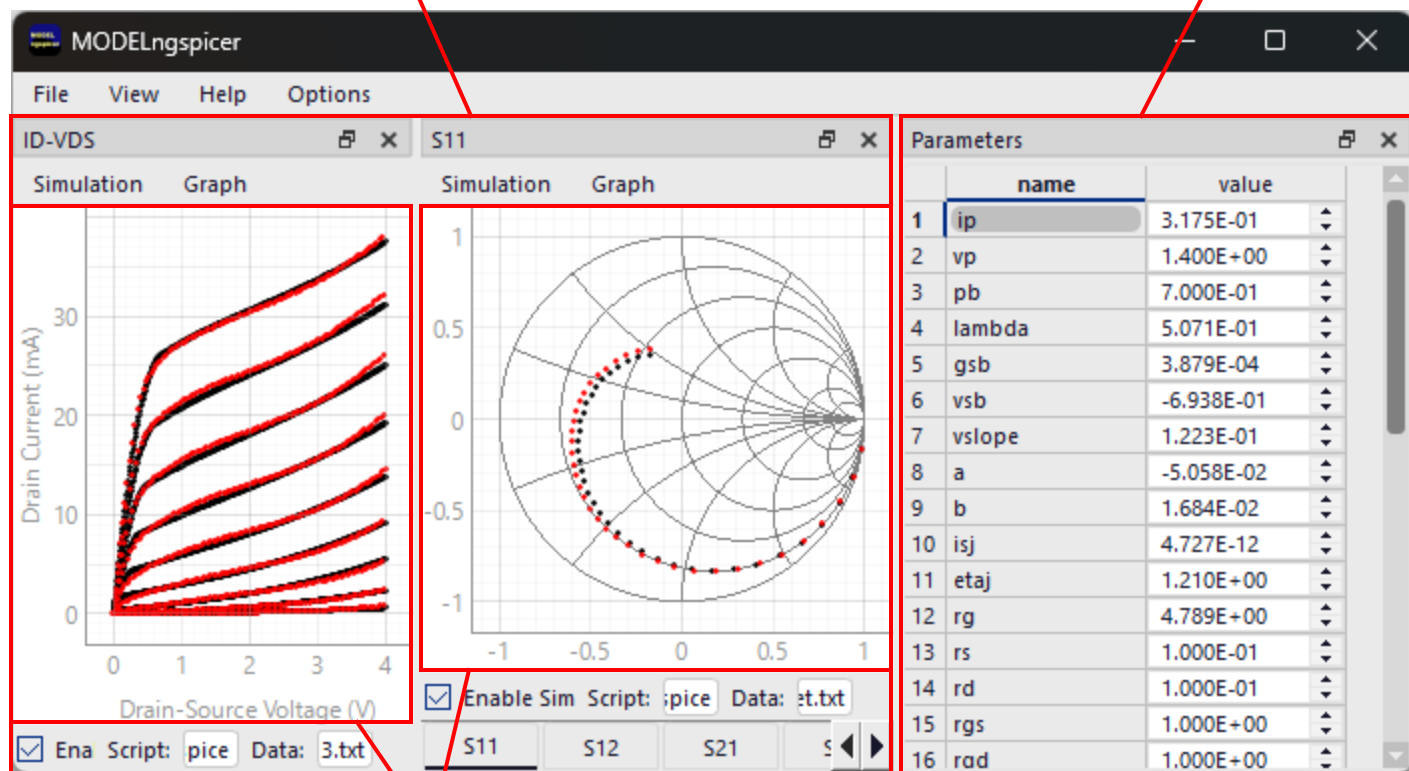 MODELngspicer
File View Help Options
ID-VDS
Simulation Graph
30
20
10
0
Drain Current (mA)
0 1 2 3 4
Drain-Source Voltage (V)
Ena Script: pice Data: 3.txt
S11
Simulation Graph
1
0.5
0
-0.5
-1
-1 -0.5 0 0.5 1
Enable Sim Script: spice Data: et.txt
S11 S12 S21 S
Parameters
name value
1 ip 3.175E-01
2 vp 1.400E+00
3 pb 7.000E-01
4 lambda 5.071E-01
5 gsb 3.879E-04
6 vsb -6.938E-01
7 vslope 1.223E-01
8 a -5.058E-02
9 b 1.684E-02
10 isj 4.727E-12
11 etaj 1.210E+00
12 rg 4.789E+00
13 rs 1.000E-01
14 rd 1.000E-01
15 rgs 1.000E+00
16 rgd 1.000E+00